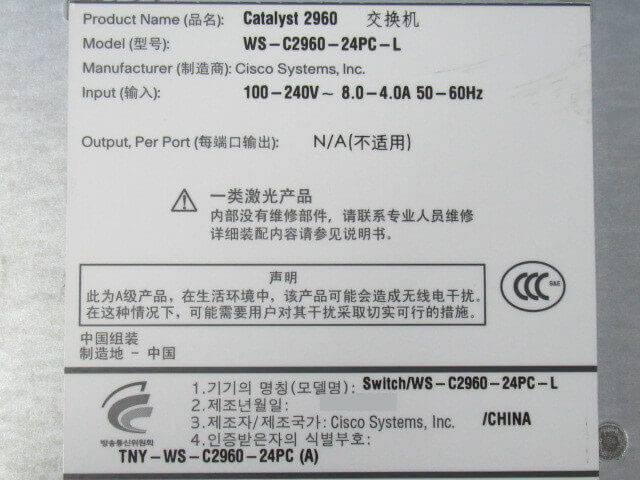 Product Name (品名): Catalyst 2960 交换机
Model (型号): WS-C2960-24PC-L
Manufacturer (制造商): Cisco Systems, Inc.
Input (输入): 100-240V~ 8.0-4.0A 50-60Hz
Output, Per Port (每端口输出): N/A(不适用)
一类激光产品
内部没有维修部件，请联系专业人员维修
详细装配内容请参见说明书。
声明
此为A级产品，在生活环境中，该产品可能会造成无线电干扰。
在这种情况下，可能需要用户对其干扰采取切实可行的措施。
CCC S&E
中国组装
制造地 - 中国
1.기기의 명칭(모델명): Switch/WS-C2960-24PC-L
2.제조년월일:
3.제조자/제조국가: Cisco Systems, Inc. /CHINA
방송통신위원회
4.인증받은자의 식별부호:
TNY-WS-C2960-24PC (A)